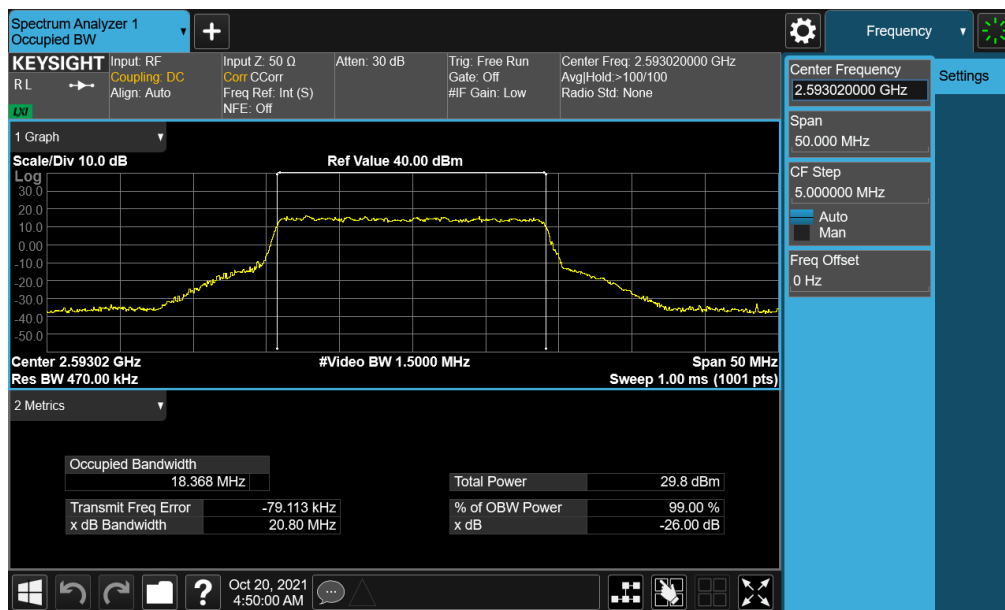 Spectrum Analyzer 1
Occupied BW
Frequency
KEYSIGHT
R L
LXI
Input: RF
Coupling: DC
Align: Auto
Input Z: 50 Ω
Corr CCorr
Freq Ref: Int (S)
NFE: Off
Atten: 30 dB
Trig: Free Run
Gate: Off
#IF Gain: Low
Center Freq: 2.593020000 GHz
Avg|Hold:>100/100
Radio Std: None
Center Frequency
2.593020000 GHz
Settings
Span
50.000 MHz
CF Step
5.000000 MHz
Auto
Man
Freq Offset
0 Hz
1 Graph
Scale/Div 10.0 dB
Ref Value 40.00 dBm
Log
30.0
20.0
10.0
0.00
-10.0
-20.0
-30.0
-40.0
-50.0
Center 2.59302 GHz
#Video BW 1.5000 MHz
Span 50 MHz
Res BW 470.00 kHz
Sweep 1.00 ms (1001 pts)
2 Metrics
Occupied Bandwidth
18.368 MHz
Total Power 29.8 dBm
Transmit Freq Error -79.113 kHz
% of OBW Power 99.00 %
x dB Bandwidth 20.80 MHz
x dB -26.00 dB
Oct 20, 2021
4:50:00 AM